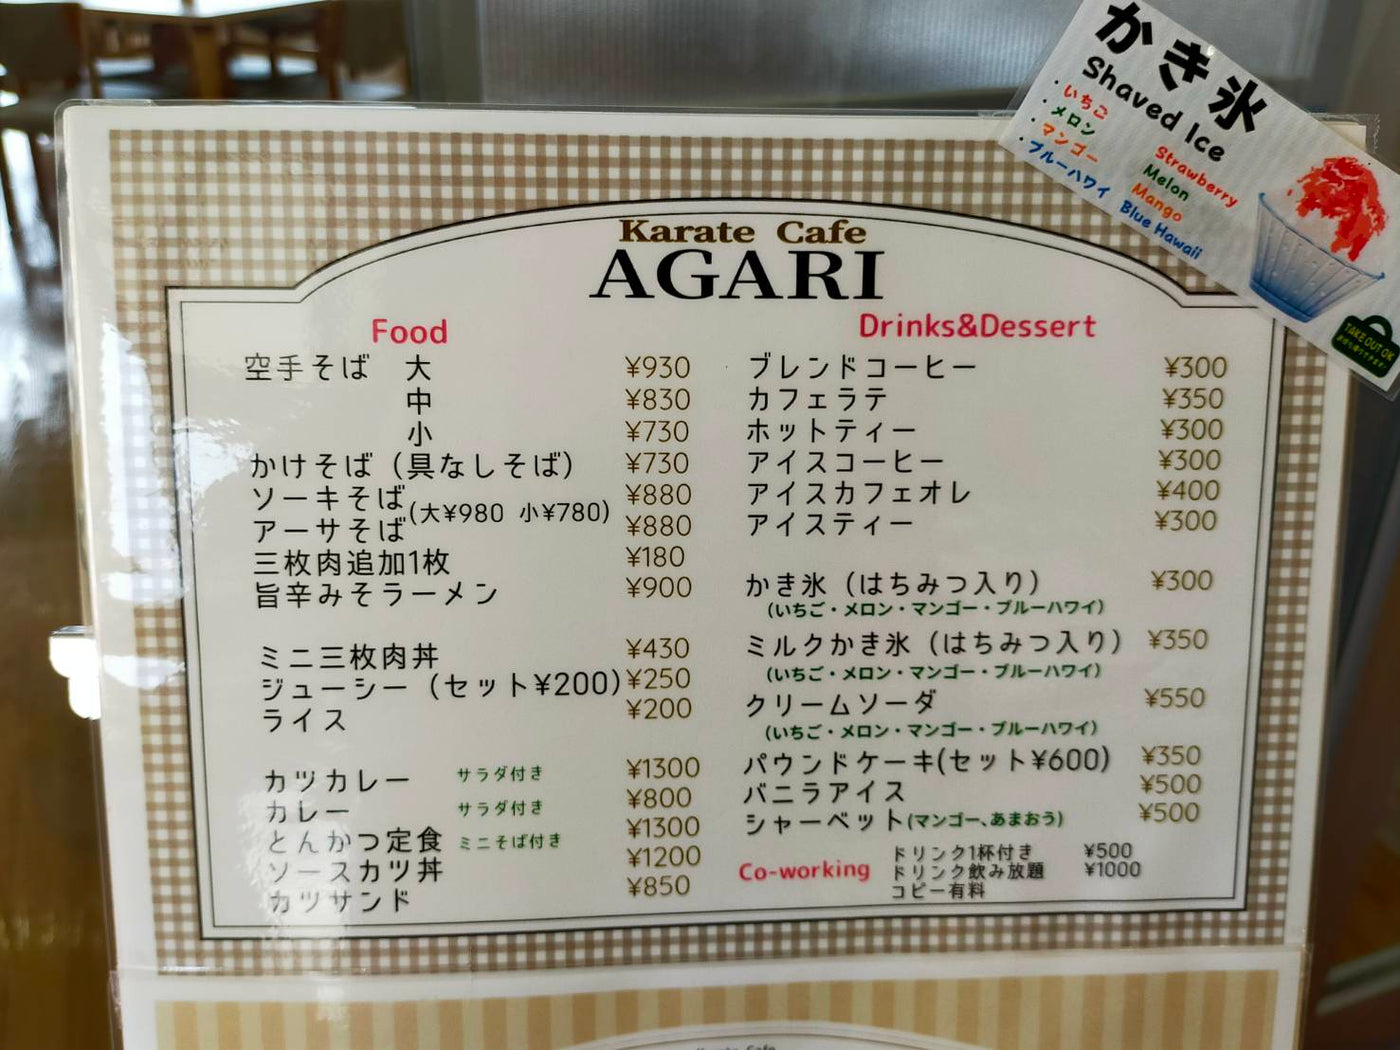 かき氷
Shaved Ice
・いちご Strawberry
・メロン Melon
・マンゴー Mango
・ブルーハワイ Blue Hawaii
TAKE OUT OK
Karate Cafe
AGARI
Food
空手そば 大 ¥930
中 ¥830
小 ¥730
かけそば（具なしそば） ¥730
ソーキそば ¥880
(大¥980 小¥780)
アーサそば ¥880
三枚肉追加1枚 ¥180
旨辛みそラーメン ¥900
ミニ三枚肉丼 ¥430
ジューシー（セット¥200) ¥250
ライス ¥200
カツカレー サラダ付き ¥1300
カレー サラダ付き ¥800
とんかつ定食 ミニそば付き ¥1300
ソースカツ丼 ¥1200
カツサンド ¥850
Drinks&Dessert
ブレンドコーヒー ¥300
カフェラテ ¥350
ホットティー ¥300
アイスコーヒー ¥300
アイスカフェオレ ¥400
アイスティー ¥300
かき氷（はちみつ入り） ¥300
（いちご・メロン・マンゴー・ブルーハワイ）
ミルクかき氷（はちみつ入り） ¥350
（いちご・メロン・マンゴー・ブルーハワイ）
クリームソーダ ¥550
（いちご・メロン・マンゴー・ブルーハワイ）
パウンドケーキ(セット¥600) ¥350
バニラアイス ¥500
シャーベット(マンゴー、あまおう) ¥500
Co-working ドリンク1杯付き ¥500
ドリンク飲み放題 ¥1000
コピー有料
Karate Cafe